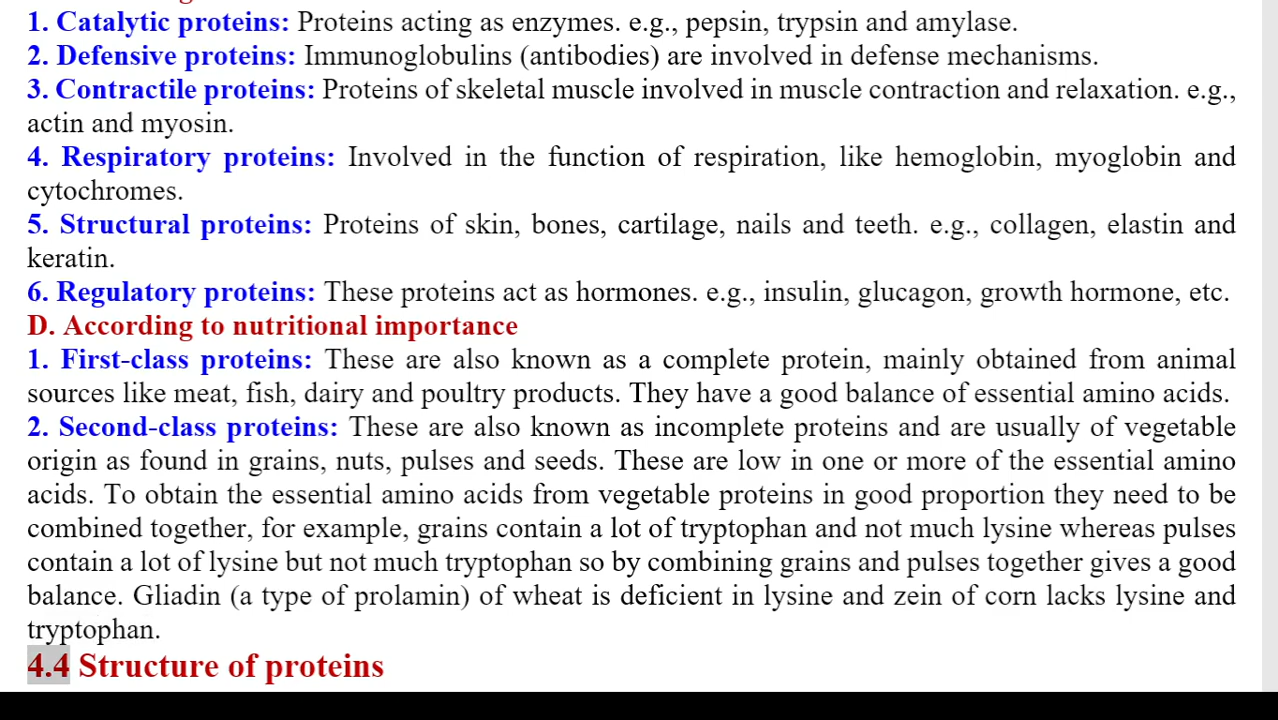 1. Catalytic proteins: Proteins acting as enzymes. e.g., pepsin, trypsin and amylase.
2. Defensive proteins: Immunoglobulins (antibodies) are involved in defense mechanisms.
3. Contractile proteins: Proteins of skeletal muscle involved in muscle contraction and relaxation. e.g.,
actin and myosin.
4. Respiratory proteins: Involved in the function of respiration, like hemoglobin, myoglobin and
cytochromes.
5. Structural proteins: Proteins of skin, bones, cartilage, nails and teeth. e.g., collagen, elastin and
keratin.
6. Regulatory proteins: These proteins act as hormones. e.g., insulin, glucagon, growth hormone, etc.
D. According to nutritional importance
1. First-class proteins: These are also known as a complete protein, mainly obtained from animal
sources like meat, fish, dairy and poultry products. They have a good balance of essential amino acids.
2. Second-class proteins: These are also known as incomplete proteins and are usually of vegetable
origin as found in grains, nuts, pulses and seeds. These are low in one or more of the essential amino
acids. To obtain the essential amino acids from vegetable proteins in good proportion they need to be
combined together, for example, grains contain a lot of tryptophan and not much lysine whereas pulses
contain a lot of lysine but not much tryptophan so by combining grains and pulses together gives a good
balance. Gliadin (a type of prolamin) of wheat is deficient in lysine and zein of corn lacks lysine and
tryptophan.
4.4 Structure of proteins